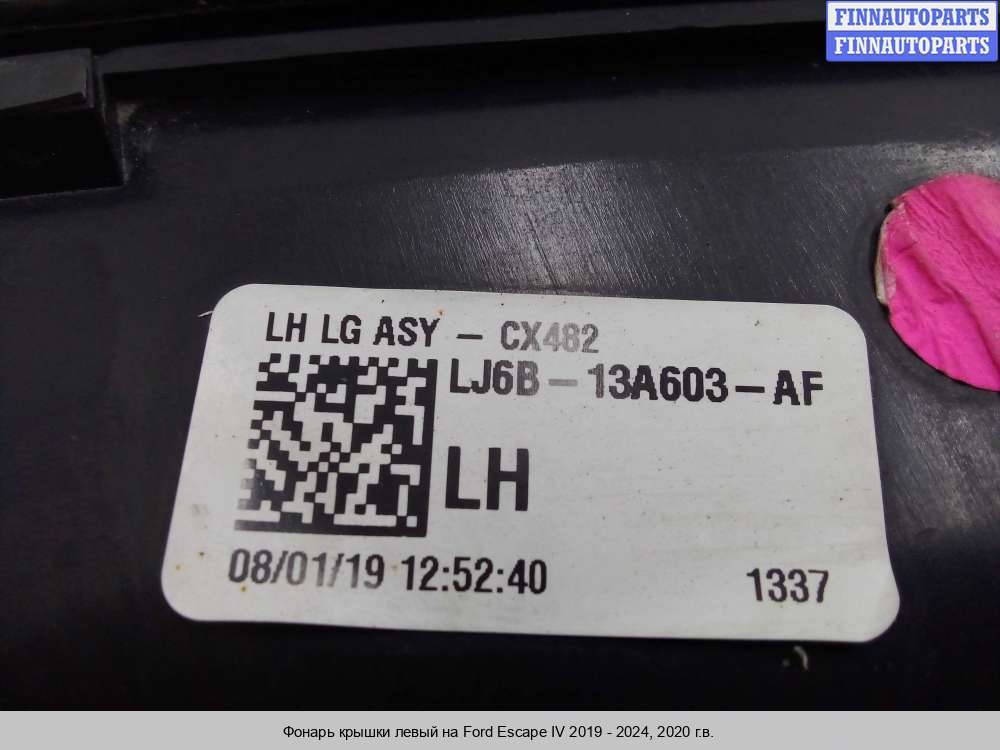 FINNAUTOPARTS
FINNAUTOPARTS
LH LG ASY - CX482
LJ6B-13A603-AF
LH
08/01/19 12:52:40
1337
Фонарь крышки левый на Ford Escape IV 2019 - 2024, 2020 г.в.